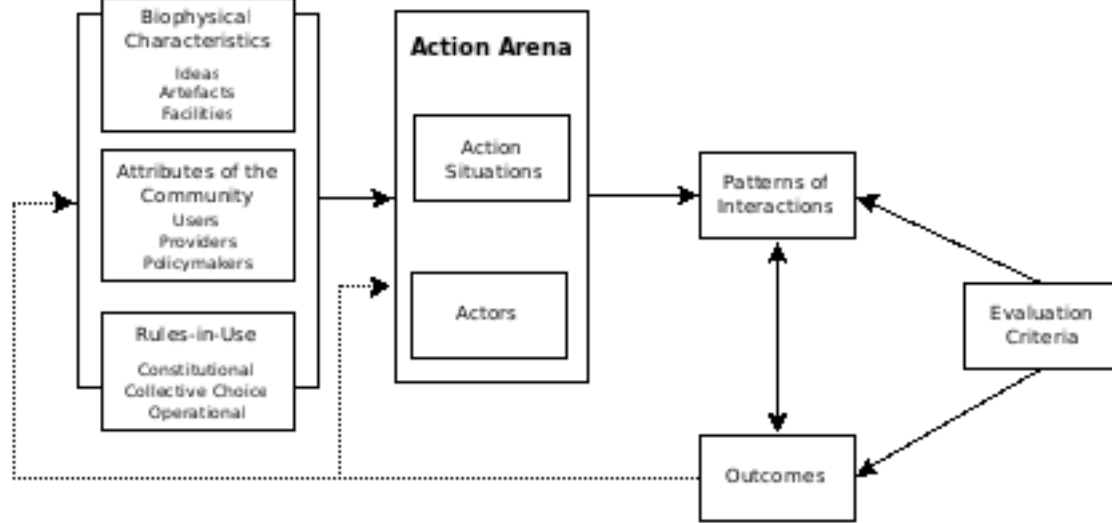 Biophysical
Characteristics
Ideas
Artefacts
Facilities
Attributes of the
Community
Users
Providers
Policymakers
Rules-in-Use
Constitutional
Collective Choice
Operational
Action Arena
Action
Situations
Actors
Patterns of
Interactions
Outcomes
Evaluation
Criteria